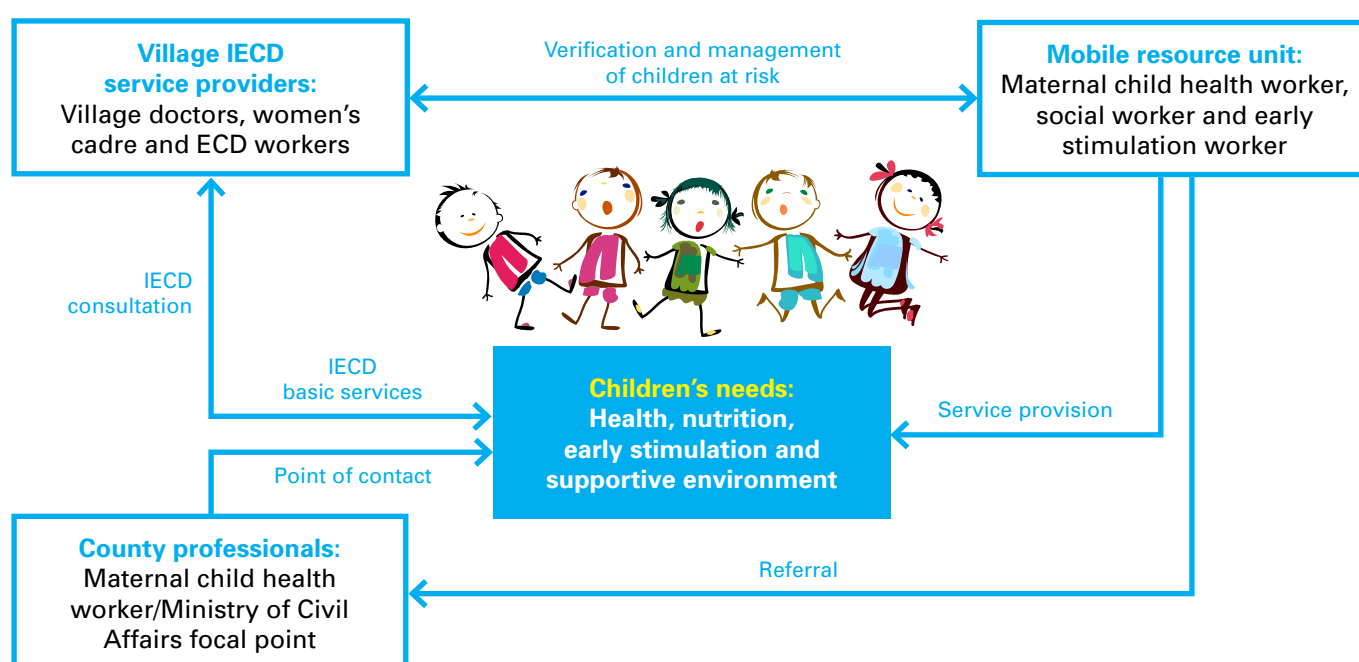 Village IECD
service providers:
Village doctors, women's
cadre and ECD workers
Verification and management
of children at risk
Mobile resource unit:
Maternal child health worker,
social worker and early
stimulation worker
IECD
consultation
IECD
basic services
Children's needs:
Health, nutrition,
early stimulation and
supportive environment
Service provision
Point of contact
County professionals:
Maternal child health
worker/Ministry of Civil
Affairs focal point
Referral